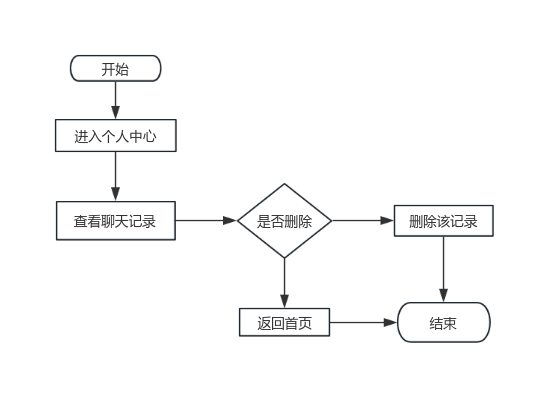 开始
进入个人中心
查看聊天记录
是否删除
删除该记录
返回首页
结束